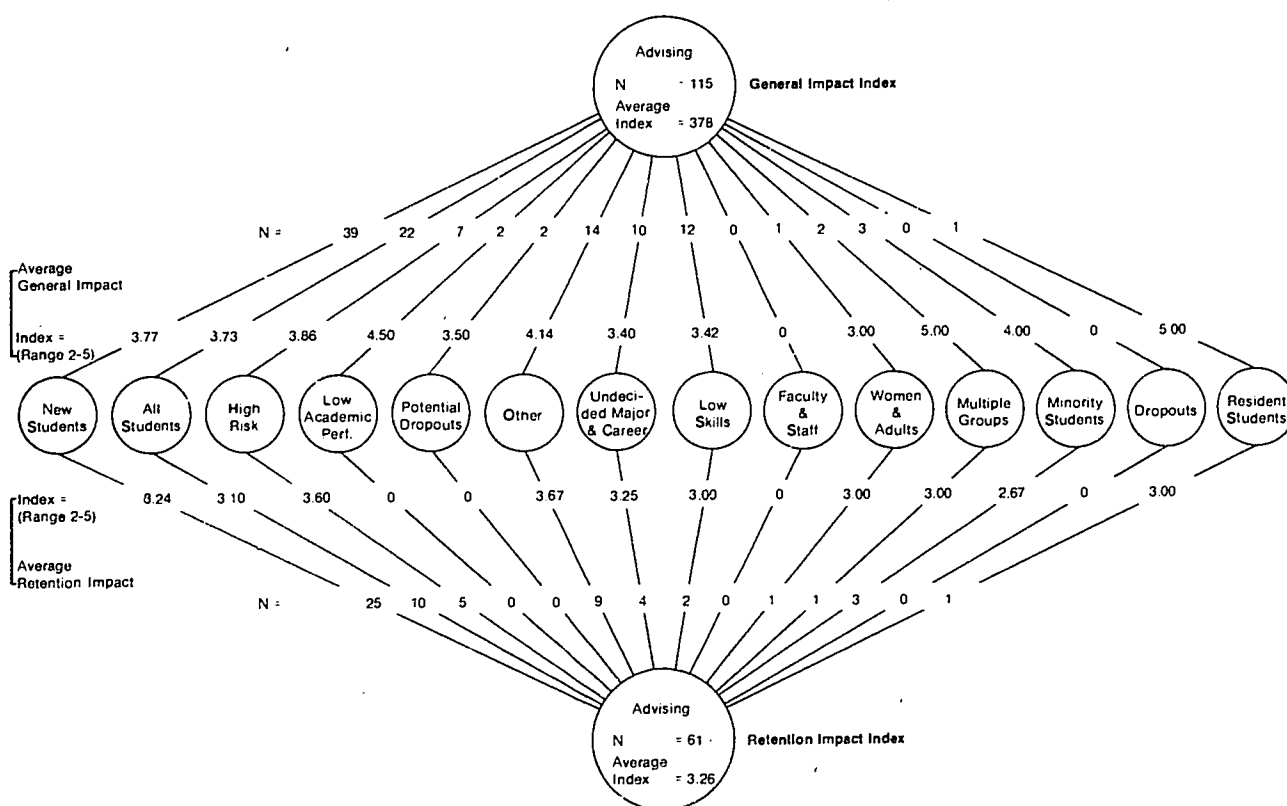 Advising
N - 115
Average
Index = 378
General Impact Index
N = 39 22 7 2 2 14 10 12 0 1 2 3 0 1
Average
General Impact
Index = 3.77 3.73 3.86 4.50 3.50 4.14 3.40 3.42 0 3.00 5.00 4.00 0 5 00
(Range 2-5)
New
Students
All
Students
High
Risk
Low
Academic
Perf.
Potential
Dropouts
Other
Undeci-
ded Major
& Career
Low
Skills
Faculty
&
Staff
Women
&
Adults
Multiple
Groups
Minority
Students
Dropouts
Resident
Students
Index = 3.24 3 10 3.60 0 0 3.67 3.25 3.00 0 3.00 3.00 2.67 0 3.00
(Range 2-5)
Average
Retention Impact
N = 25 10 5 0 0 9 4 2 0 1 1 3 0 1
Advising
N = 61
Average
Index = 3.26
Retention Impact Index